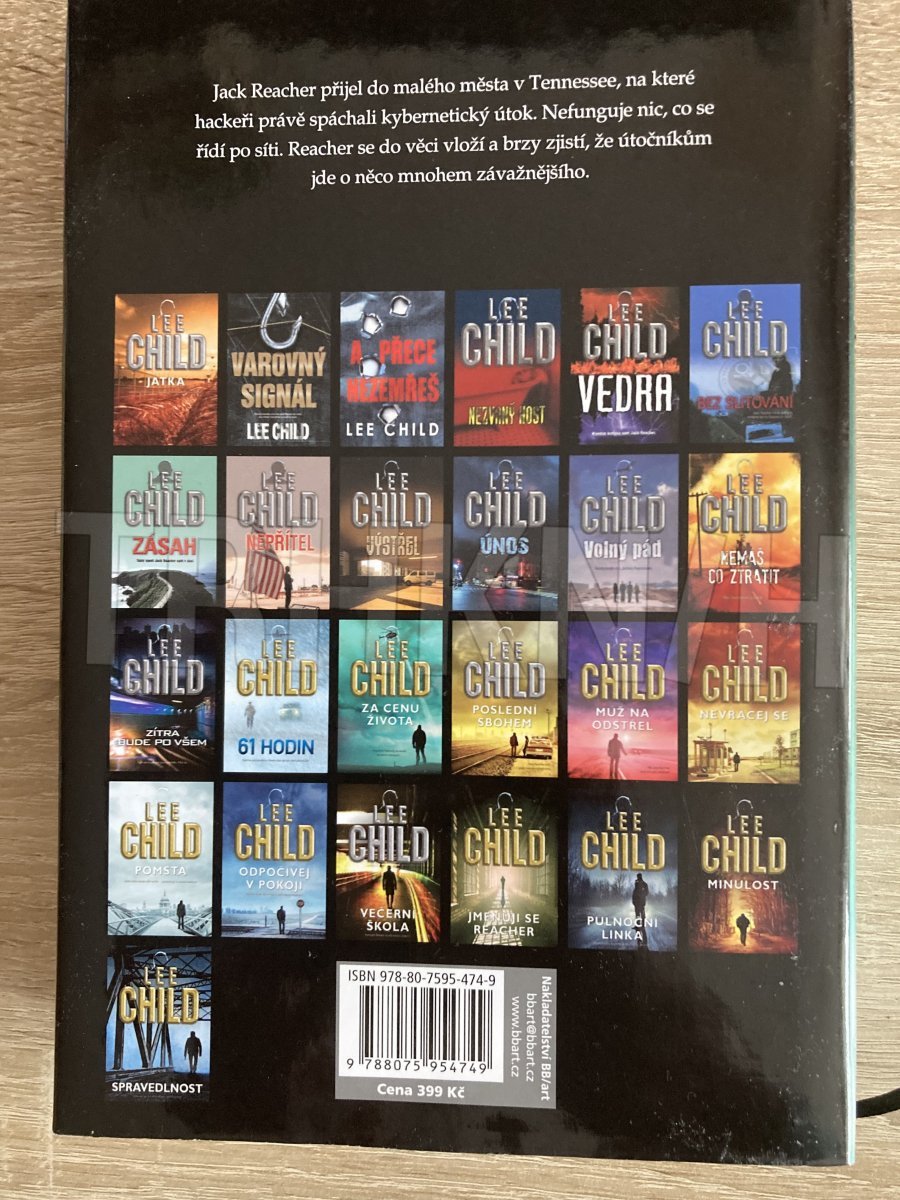 Jack Reacher přijel do malého města v Tennessee, na které
hackeři právě spáchali kybernetický útok. Nefunguje nic, co se
řídí po síti. Reacher se do věci vloží a brzy zjistí, že útočníkům
jde o něco mnohem závažnějšího.
LEE
CHILD
JATKA
VAROVNÝ
SIGNÁL
LEE CHILD
A PŘECE
NEZEMŘEŠ
LEE CHILD
LEE
CHILD
NEZVANÝ HOST
LEE
CHILD
VEDRA
LEE
CHILD
BEZ SLITOVÁNÍ
LEE
CHILD
ZÁSAH
LEE
CHILD
NEPŘÍTEL
LEE
CHILD
VÝSTŘEL
LEE
CHILD
ÚNOS
LEE
CHILD
Volný pád
LEE
CHILD
NEMÁŠ
CO ZTRATIT
LEE
CHILD
ZÍTRA
BUDE PO VŠEM
LEE
CHILD
61 HODIN
LEE
CHILD
ZA CENU
ŽIVOTA
LEE
CHILD
POSLEDNÍ
SBOHEM
LEE
CHILD
MUŽ NA
ODSTŘEL
LEE
CHILD
NEVRACEJ SE
LEE
CHILD
POMSTA
LEE
CHILD
ODPOČÍVEJ
V POKOJI
LEE
CHILD
VEČERNÍ
ŠKOLA
LEE
CHILD
JMENUJI SE
REACHER
LEE
CHILD
PŮLNOČNÍ
LINKA
LEE
CHILD
MINULOST
LEE
CHILD
SPRAVEDLNOST
ISBN 978-80-7595-474-9
9 788075 954749
Cena 399 Kč
Nakladatelství BB/art
bbart@bbart.cz
www.bbart.cz